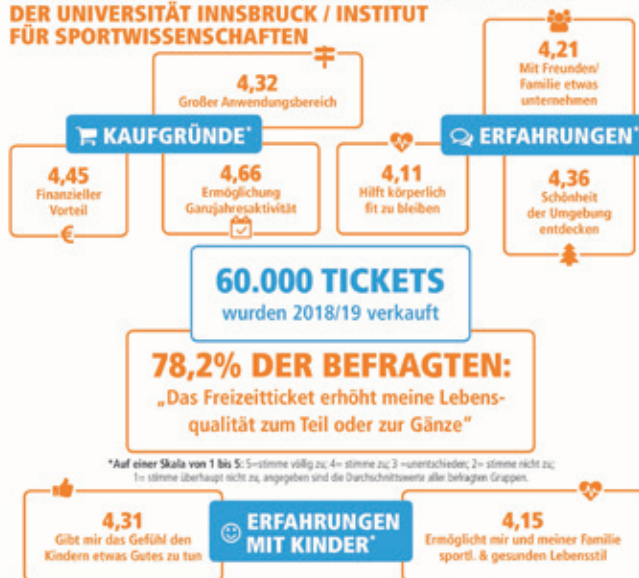 DER UNIVERSITÄT INNSBRUCK / INSTITUT
FÜR SPORTWISSENSCHAFTEN
4,32
Großer Anwendungsbereich
KAUFGRÜNDE*
4,45
Finanzieller
Vorteil
€
4,66
Ermöglichung
Ganzjahresaktivität
4,21
Mit Freunden/
Familie etwas
unternehmen
ERFAHRUNGEN*
4,11
Hilft körperlich
fit zu bleiben
4,36
Schönheit
der Umgebung
entdecken
60.000 TICKETS
wurden 2018/19 verkauft
78,2% DER BEFRAGTEN:
„Das Freizeitticket erhöht meine Lebens-
qualität zum Teil oder zur Gänze“
*Auf einer Skala von 1 bis 5: 5=stimme völlig zu; 4= stimme zu; 3 =unentschieden; 2= stimme nicht zu;
1= stimme überhaupt nicht zu, angegeben sind die Durchschnittswerte aller befragten Gruppen.
4,31
Gibt mir das Gefühl den
Kindern etwas Gutes zu tun
ERFAHRUNGEN
MIT KINDER*
4,15
Ermöglicht mir und meiner Familie
sportl. & gesunden Lebensstil